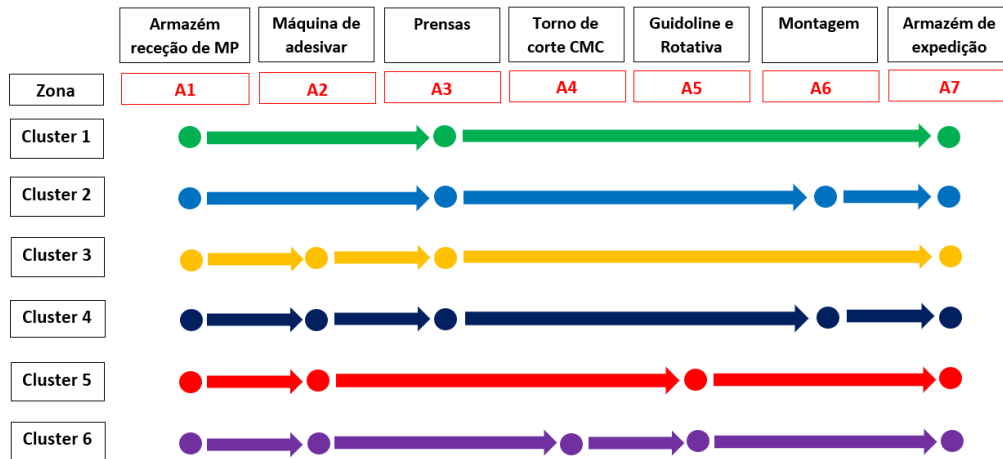 Armazém
receção de MP
Máquina de
adesivar
Prensas
Torno de
corte CMC
Guidoline e
Rotativa
Montagem
Armazém de
expedição
Zona
A1
A2
A3
A4
A5
A6
A7
Cluster 1
Cluster 2
Cluster 3
Cluster 4
Cluster 5
Cluster 6